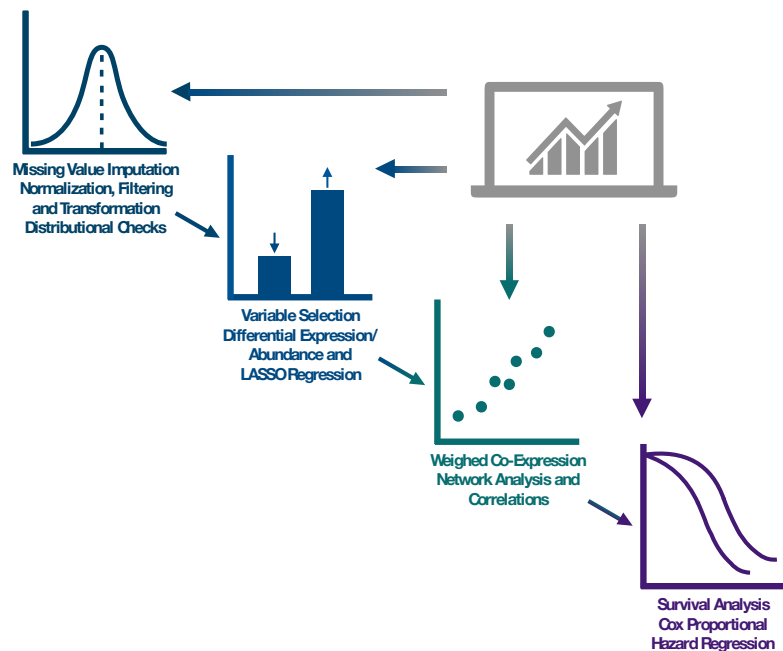 Missing Value Imputation
Normalization, Filtering
and Transformation
Distributional Checks
Variable Selection
Differential Expression/
Abundance and
LASSO Regression
Weighed Co-Expression
Network Analysis and
Correlations
Survival Analysis
Cox Proportional
Hazard Regression